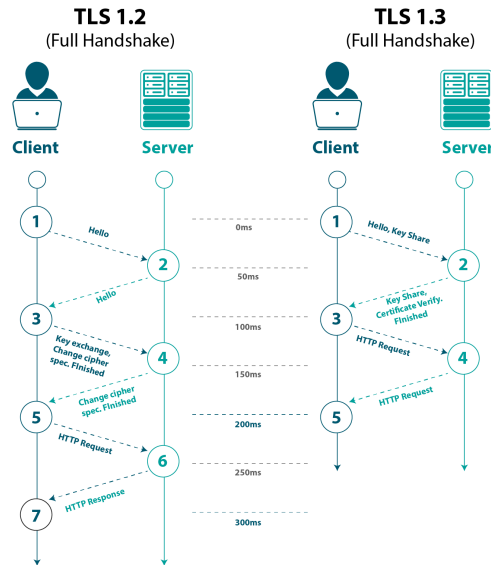 TLS 1.2
(Full Handshake)
TLS 1.3
(Full Handshake)
Client
Server
Client
Server
1
Hello
0ms
1
Hello, Key Share
2
50ms
2
Hello
Key Share,
Certificate Verify.
Finished
3
100ms
3
Key exchange,
Change cipher
spec. FInished
HTTP Request
4
150ms
4
Change cipher
spec. FInished
HTTP Request
5
200ms
5
HTTP Request
6
250ms
HTTP Response
7
300ms